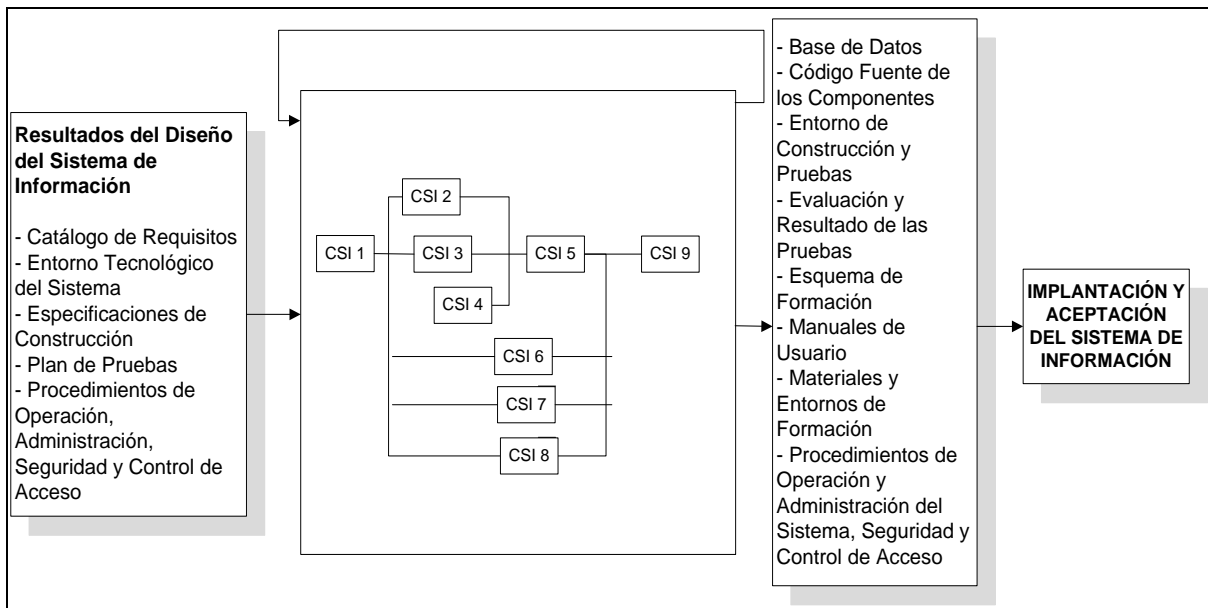 Resultados del Diseño
del Sistema de
Información
- Catálogo de Requisitos
- Entorno Tecnológico
del Sistema
- Especificaciones de
Construcción
- Plan de Pruebas
- Procedimientos de
Operación,
Administración,
Seguridad y Control de
Acceso
CSI 1
CSI 2
CSI 3
CSI 4
CSI 5
CSI 9
CSI 6
CSI 7
CSI 8
- Base de Datos
- Código Fuente de
los Componentes
- Entorno de
Construcción y
Pruebas
- Evaluación y
Resultado de las
Pruebas
- Esquema de
Formación
- Manuales de
Usuario
- Materiales y
Entornos de
Formación
- Procedimientos de
Operación y
Administración del
Sistema, Seguridad y
Control de Acceso
IMPLANTACIÓN Y
ACEPTACIÓN
DEL SISTEMA DE
INFORMACIÓN